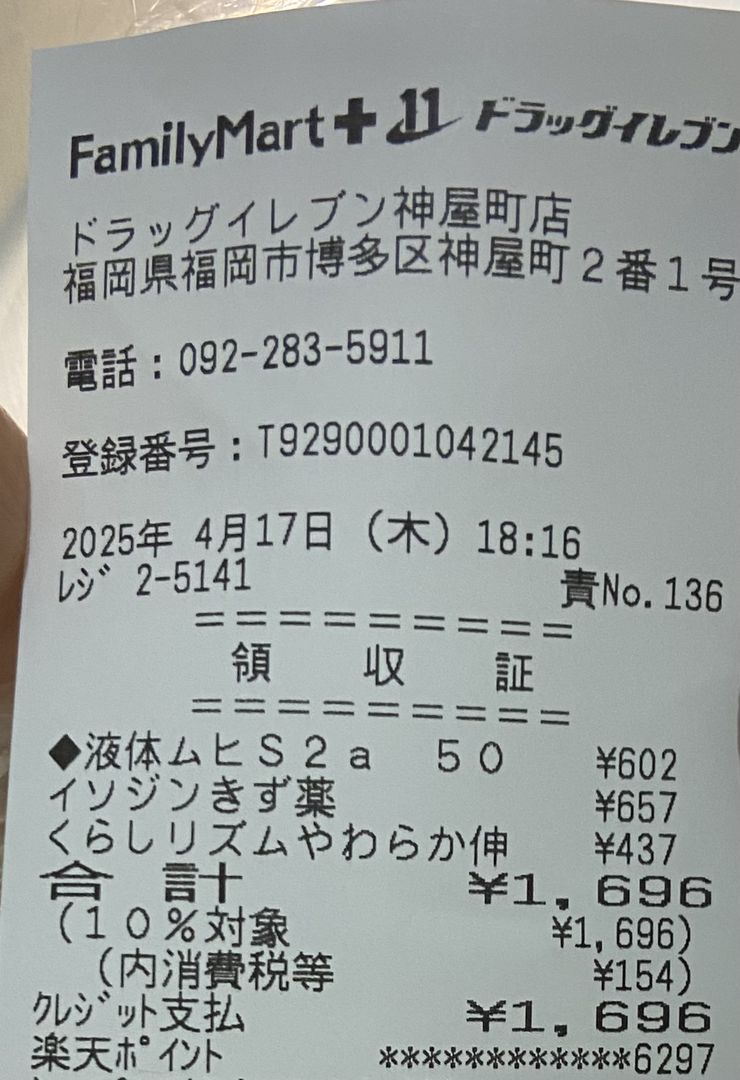 FamilyMart + 11 ドラッグイレブン
ドラッグイレブン神屋町店
福岡県福岡市博多区神屋町2番1号
電話:092-283-5911
登録番号:T9290001042145
2025年 4月17日(木)18:16
レジ 2-5141 責No.136
=========
領 収 証
=========
◆液体ムヒS2a 50 ¥602
イソジンきず薬 ¥657
くらしリズムやわらか伸 ¥437
合 計 ¥1,696
(10%対象 ¥1,696)
(内消費税等 ¥154)
クレジット支払 ¥1,696
楽天ポイント ************6297